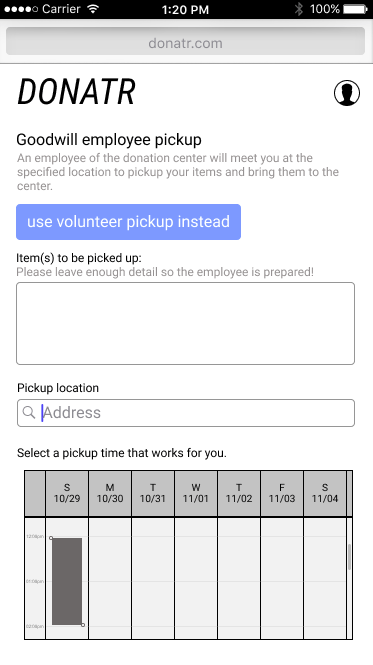 Carrier 1:20 PM 100%
donatr.com
DONATR
Goodwill employee pickup
An employee of the donation center will meet you at the
specified location to pickup your items and bring them to the
center.
use volunteer pickup instead
Item(s) to be picked up:
Please leave enough detail so the employee is prepared!
Pickup location
Address
Select a pickup time that works for you.
S M T W T F S
10/29 10/30 10/31 11/01 11/02 11/03 11/04
12:00pm
01:00pm
02:00pm